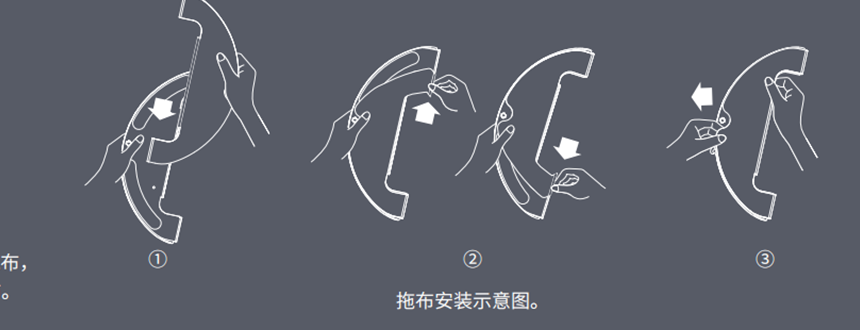 布，
。
① ② ③
拖布安装示意图。